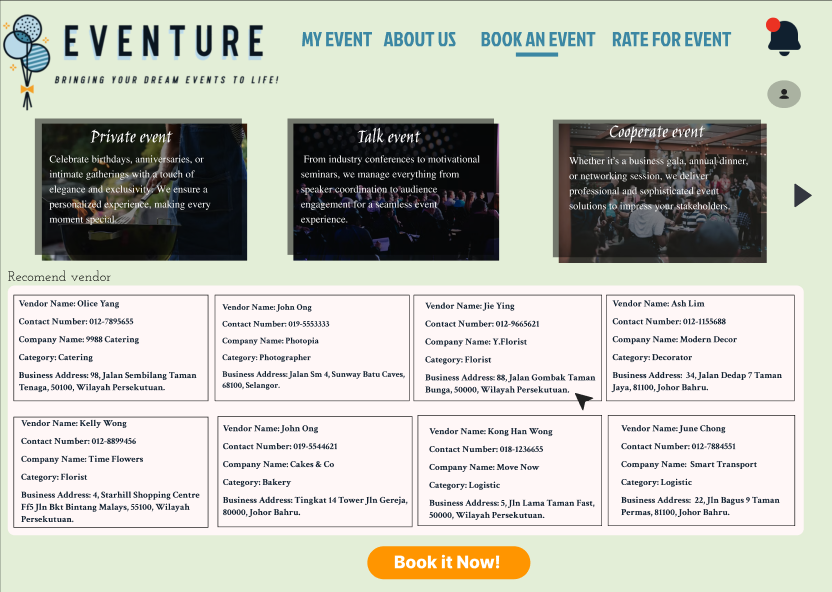 EVENTURE
BRINGING YOUR DREAM EVENTS TO LIFE!
MY EVENT ABOUT US BOOK AN EVENT RATE FOR EVENT
Private event
Celebrate birthdays, anniversaries, or
intimate gatherings with a touch of
elegance and exclusivity. We ensure a
personalized experience, making every
moment special.
Talk event
From industry conferences to motivational
seminars, we manage everything from
speaker coordination to audience
engagement for a seamless event
experience.
Cooperate event
Whether it's a business gala, annual dinner,
or networking session, we deliver
professional and sophisticated event
solutions to impress your stakeholders.
Recomend vendor
Vendor Name: Olice Yang
Contact Number: 012-7895655
Company Name: 9988 Catering
Category: Catering
Business Address: 98, Jalan Sembilang Taman
Tenaga, 50100, Wilayah Persekutuan.
Vendor Name: John Ong
Contact Number: 019-5553333
Company Name: Photopia
Category: Photographer
Business Address: Jalan Sm 4, Sunway Batu Caves,
68100, Selangor.
Vendor Name: Jie Ying
Contact Number: 012-9665621
Company Name: Y.Florist
Category: Florist
Business Address: 88, Jalan Gombak Taman
Bunga, 50000, Wilayah Persekutuan.
Vendor Name: Ash Lim
Contact Number: 012-1155688
Company Name: Modern Decor
Category: Decorator
Business Address: 34, Jalan Dedap 7 Taman
Jaya, 81100, Johor Bahru.
Vendor Name: Kelly Wong
Contact Number: 012-8899456
Company Name: Time Flowers
Category: Florist
Business Address: 4, Starhill Shopping Centre
Ff5 Jln Bkt Bintang Malays, 55100, Wilayah
Persekutuan.
Vendor Name: John Ong
Contact Number: 019-5544621
Company Name: Cakes & Co
Category: Bakery
Business Address: Tingkat 14 Tower Jln Gereja,
80000, Johor Bahru.
Vendor Name: Kong Han Wong
Contact Number: 018-1236655
Company Name: Move Now
Category: Logistic
Business Address: 5, Jln Lama Taman Fast,
50000, Wilayah Persekutuan.
Vendor Name: June Chong
Contact Number: 012-7884551
Company Name: Smart Transport
Category: Logistic
Business Address: 22, Jln Bagus 9 Taman
Permas, 81100, Johor Bahru.
Book it Now!